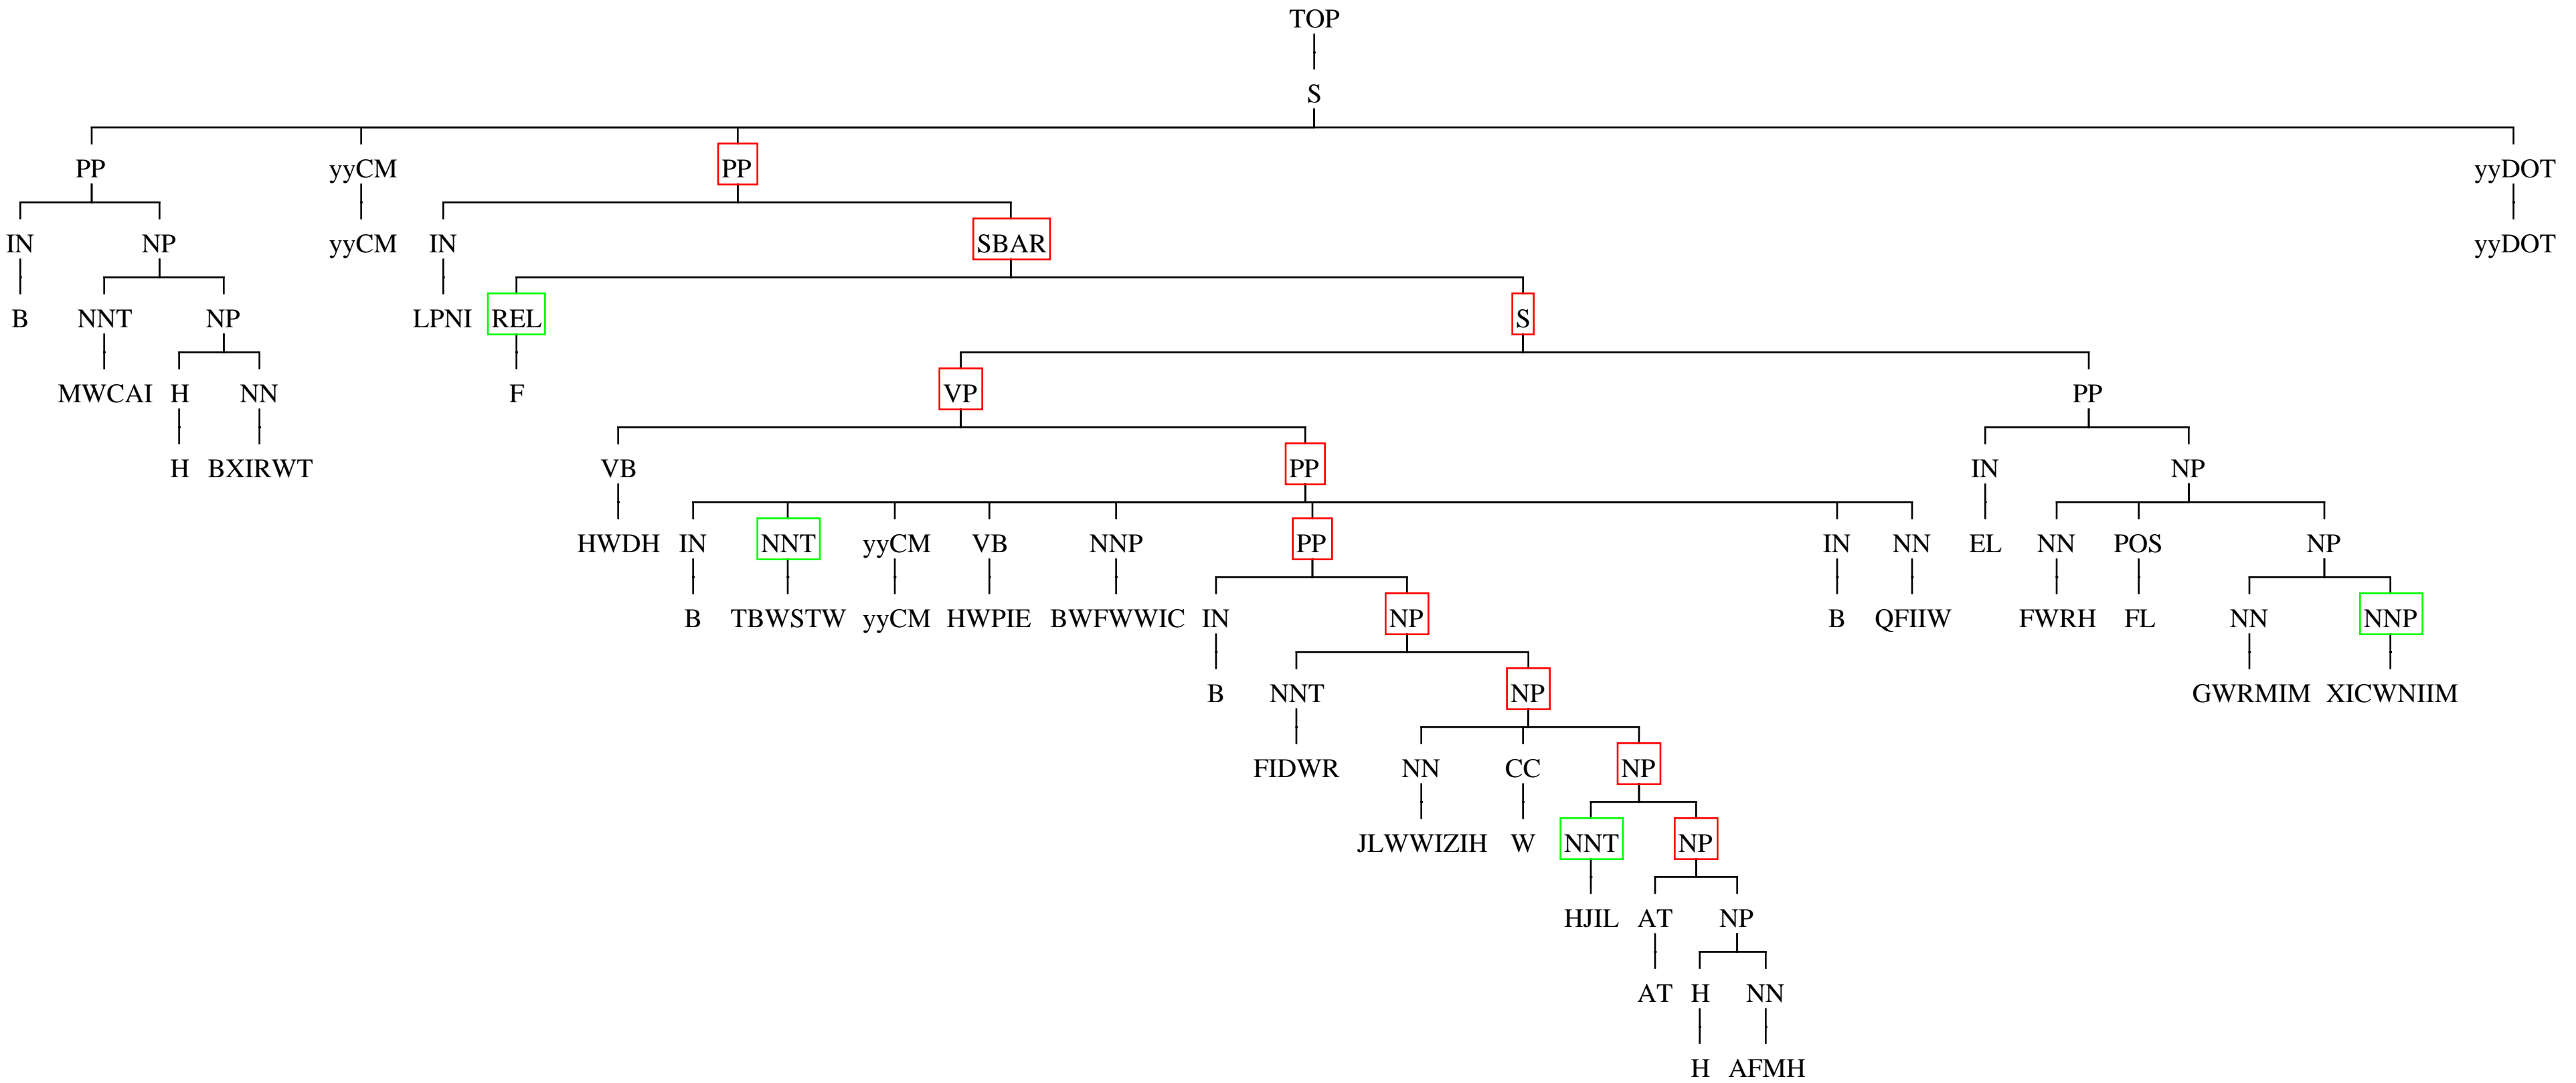 TOP
S
PP yyCM PP yyDOT
IN NP yyCM IN SBAR yyDOT
B NNT NP LPNI REL S
MWCAI H NN F VP PP
H BXIRWT VB PP IN NP
HWDH IN NNT yyCM VB NNP PP IN NN EL NN POS NP
B TBWSTW yyCM HWPIE BWFWWIC IN NP B QFIIW FWRH FL NN NNP
B NNT NP GWRMIM XICWNIIM
FIDWR NN CC NP
JLWWIZIH W NNT NP
HJIL AT NP
AT H NN
H AFMH